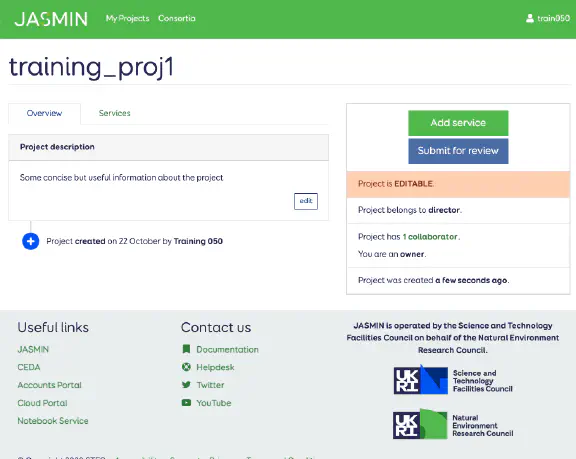 JASMIN My Projects Consortia train050
training_proj1
Overview Services
Project description
Some concise but useful information about the project
edit
Project created on 22 October by Training 050
Add service
Submit for review
Project is EDITABLE.
Project belongs to director.
Project has 1 collaborator.
You are an owner.
Project was created a few seconds ago.
Useful links
JASMIN
CEDA
Accounts Portal
Cloud Portal
Notebook Service
Contact us
Documentation
Helpdesk
Twitter
YouTube
JASMIN is operated by the Science and Technology
Facilities Council on behalf of the Natural Environment
Research Council.
UKRI
Science and
Technology
Facilities Council
UKRI
Natural
Environment
Research Council